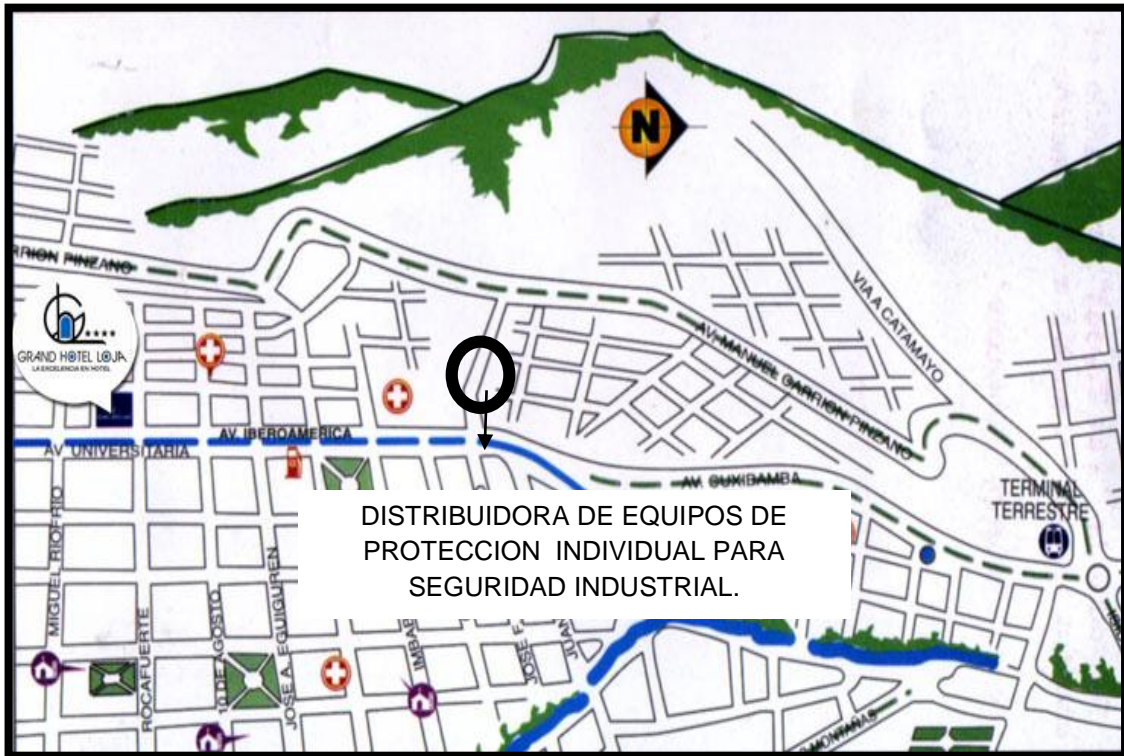 N
RRION PINZANO
VIA A CATAMAYO
GRAND HOTEL LOJA
LA EXCELENCIA EN HOTEL
AV. MANUEL CARRION PINZANO
AV. IBEROAMERICA
AV UNIVERSITARIA
AV. CUXIBAMBA
TERMINAL
TERRESTRE
DISTRIBUIDORA DE EQUIPOS DE
PROTECCION INDIVIDUAL PARA
SEGURIDAD INDUSTRIAL.
MIGUEL RIOFRIO
ROCAFUERTE
10 DE AGOSTO
JOSE A. EGUIGUREN
IMBAB
JOSE F
JUAN
MONTAÑAS